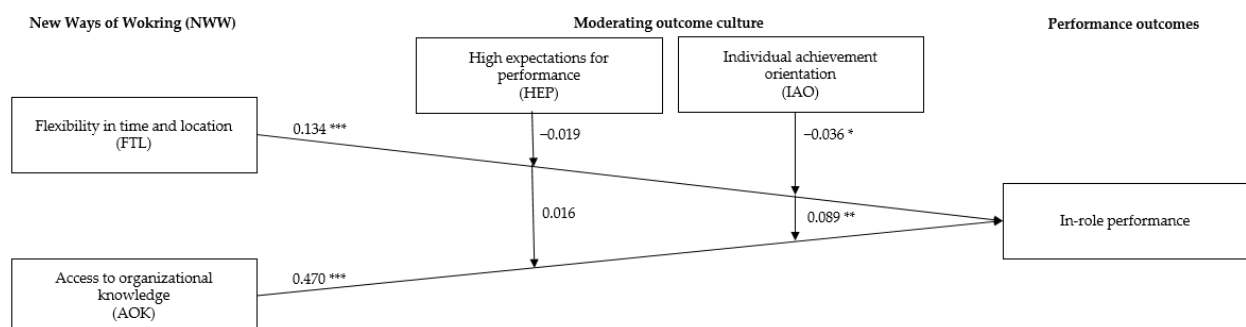 New Ways of Wokring (NWW)
Moderating outcome culture
Performance outcomes
High expectations for
performance
(HEP)
Individual achievement
orientation
(IAO)
Flexibility in time and location
(FTL)
0.134 ***
−0.019
−0.036 *
0.016
0.089 **
In-role performance
Access to organizational
knowledge
(AOK)
0.470 ***